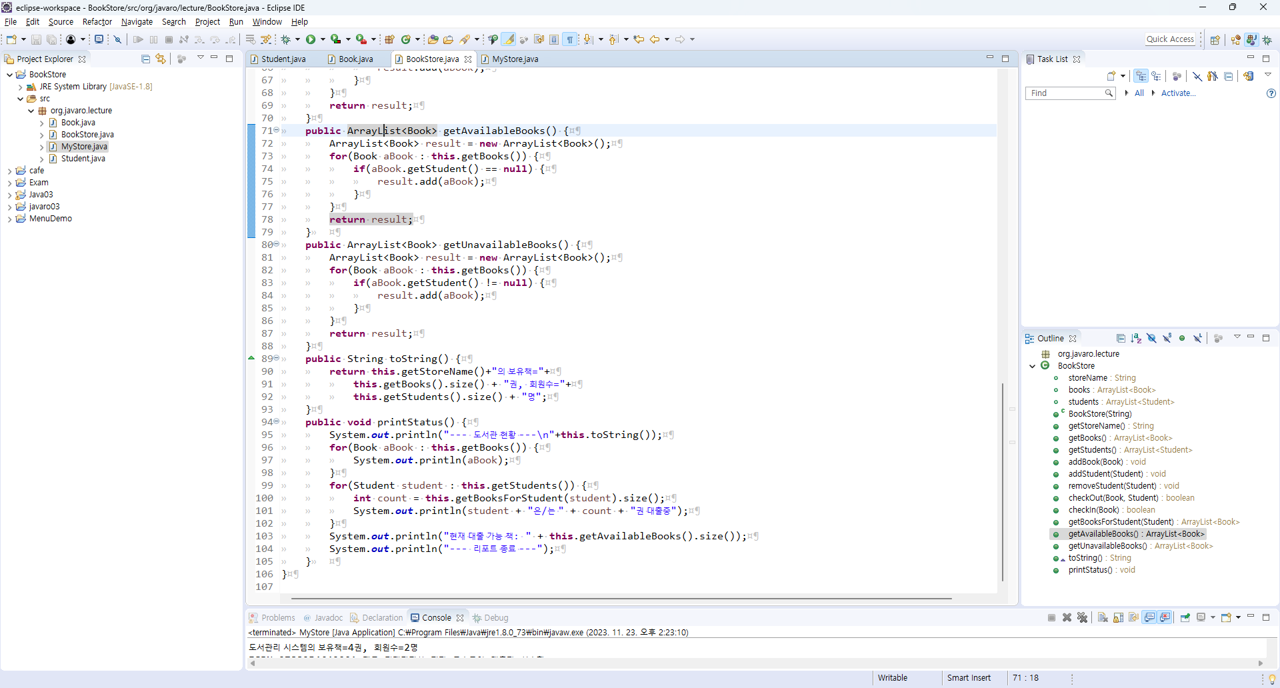 eclipse-workspace - BookStore/src/org/javaro/lecture/BookStore.java - Eclipse IDE
File Edit Source Refactor Navigate Search Project Run Window Help
Quick Access
Project Explorer
BookStore
JRE System Library [JavaSE-1.8]
src
org.javaro.lecture
Book.java
BookStore.java
MyStore.java
Student.java
cafe
Exam
Java03
javaro03
MenuDemo
Student.java Book.java BookStore.java MyStore.java
67 }
68 }
69 return result;
70 }
71 public ArrayList<Book> getAvailableBooks() {
72 ArrayList<Book> result = new ArrayList<Book>();
73 for(Book aBook : this.getBooks()) {
74 if(aBook.getStudent() == null) {
75 result.add(aBook);
76 }
77 }
78 return result;
79 }
80 public ArrayList<Book> getUnavailableBooks() {
81 ArrayList<Book> result = new ArrayList<Book>();
82 for(Book aBook : this.getBooks()) {
83 if(aBook.getStudent() != null) {
84 result.add(aBook);
85 }
86 }
87 return result;
88 }
89 public String toString() {
90 return this.getStoreName()+"의 보유책="+
91 this.getBooks().size() + "권, 회원수="+
92 this.getStudents().size() + "명";
93 }
94 public void printStatus() {
95 System.out.println("--- 도서관 현황 ---\n"+this.toString());
96 for(Book aBook : this.getBooks()) {
97 System.out.println(aBook);
98 }
99 for(Student student : this.getStudents()) {
100 int count = this.getBooksForStudent(student).size();
101 System.out.println(student + "은/는 " + count + "권 대출중");
102 }
103 System.out.println("현재 대출 가능 책: " + this.getAvailableBooks().size());
104 System.out.println("--- 리포트 종료 ---");
105 }
106 }
107
Task List
Find All Activate...
Outline
org.javaro.lecture
BookStore
storeName : String
books : ArrayList<Book>
students : ArrayList<Student>
BookStore(String)
getStoreName() : String
getBooks() : ArrayList<Book>
getStudents() : ArrayList<Student>
addBook(Book) : void
addStudent(Student) : void
removeStudent(Student) : void
checkOut(Book, Student) : boolean
checkIn(Book) : boolean
getBooksForStudent(Student) : ArrayList<Book>
getAvailableBooks() : ArrayList<Book>
getUnavailableBooks() : ArrayList<Book>
toString() : String
printStatus() : void
Problems Javadoc Declaration Console Debug
<terminated> MyStore [Java Application] C:₩Program Files₩Java₩jre1.8.0_73₩bin₩javaw.exe (2023. 11. 23. 오후 2:23:10)
도서관리 시스템의 보유책=4권, 회원수=2명
Writable Smart Insert 71 : 18